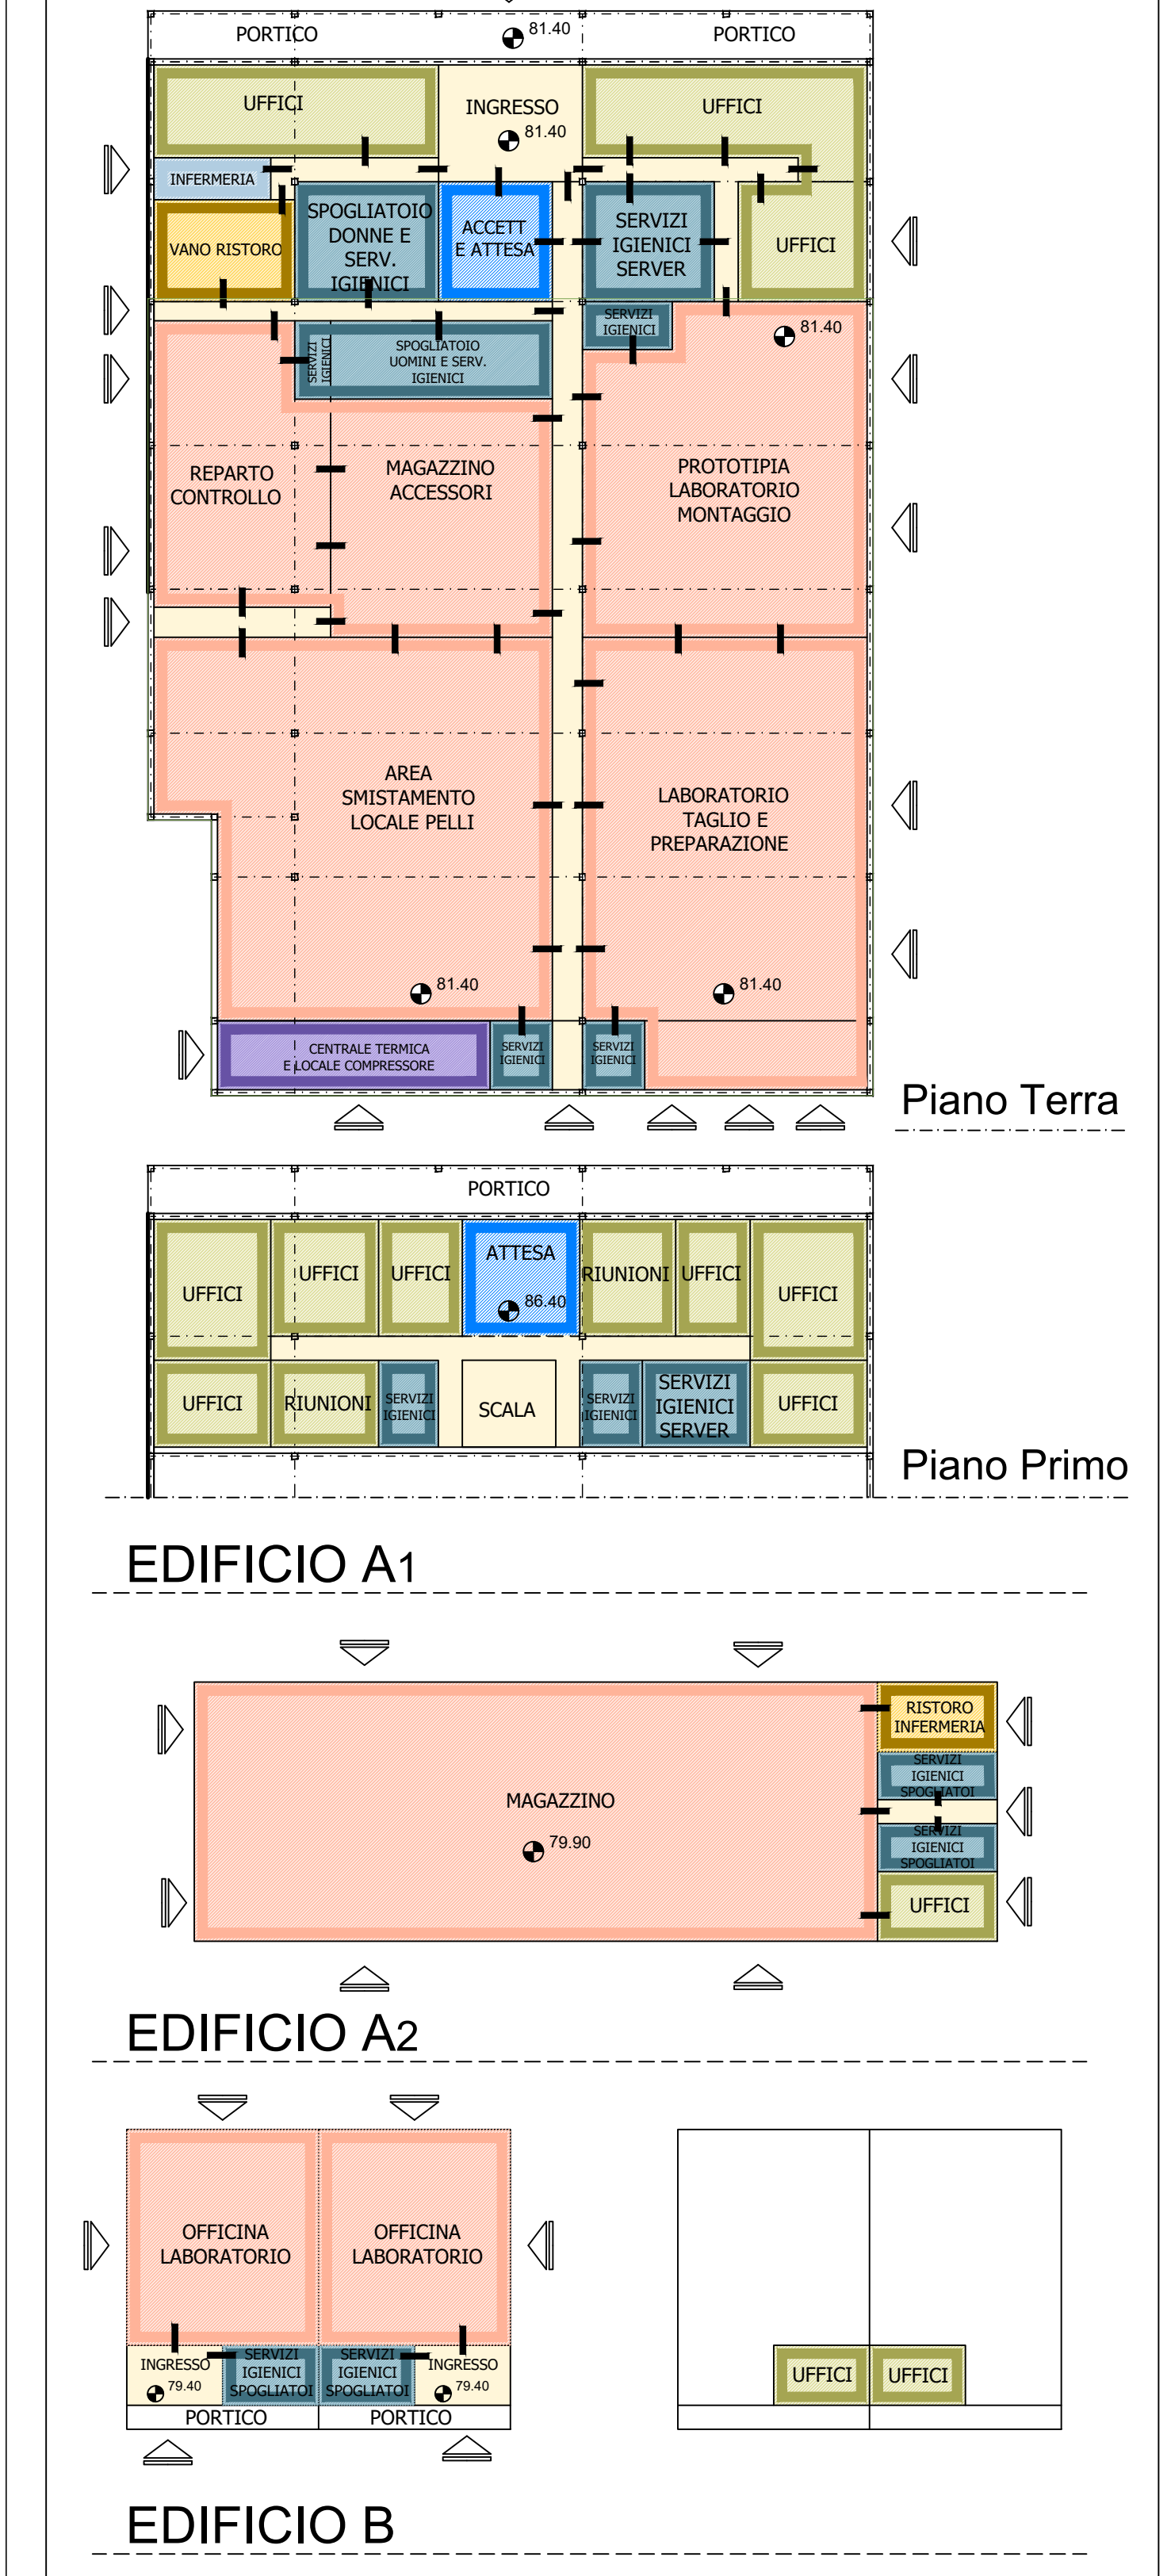 PORTICO
81.40
PORTICO
UFFICI
INGRESSO
81.40
UFFICI
INFERMERIA
VANO RISTORO
SPOGLIATOIO
DONNE E
SERV.
IGIENICI
ACCETT
E ATTESA
SERVIZI
IGIENICI
SERVER
UFFICI
SERVIZI
IGIENICI
81.40
SERVIZI
IGIENICI
SPOGLIATOIO
UOMINI E SERV.
IGIENICI
REPARTO
CONTROLLO
MAGAZZINO
ACCESSORI
PROTOTIPIA
LABORATORIO
MONTAGGIO
AREA
SMISTAMENTO
LOCALE PELLI
LABORATORIO
TAGLIO E
PREPARAZIONE
81.40
81.40
CENTRALE TERMICA
E LOCALE COMPRESSORE
SERVIZI
IGIENICI
SERVIZI
IGIENICI
Piano Terra
PORTICO
UFFICI
UFFICI
UFFICI
ATTESA
86.40
RIUNIONI
UFFICI
UFFICI
UFFICI
RIUNIONI
SERVIZI
IGIENICI
SCALA
SERVIZI
IGIENICI
SERVIZI
IGIENICI
SERVER
UFFICI
Piano Primo
EDIFICIO A1
MAGAZZINO
79.90
RISTORO
INFERMERIA
SERVIZI
IGIENICI
SPOGLIATOI
SERVIZI
IGIENICI
SPOGLIATOI
UFFICI
EDIFICIO A2
OFFICINA
LABORATORIO
OFFICINA
LABORATORIO
INGRESSO
79.40
SERVIZI
IGIENICI
SPOGLIATOI
SERVIZI
IGIENICI
SPOGLIATOI
INGRESSO
79.40
PORTICO
PORTICO
UFFICI
UFFICI
EDIFICIO B